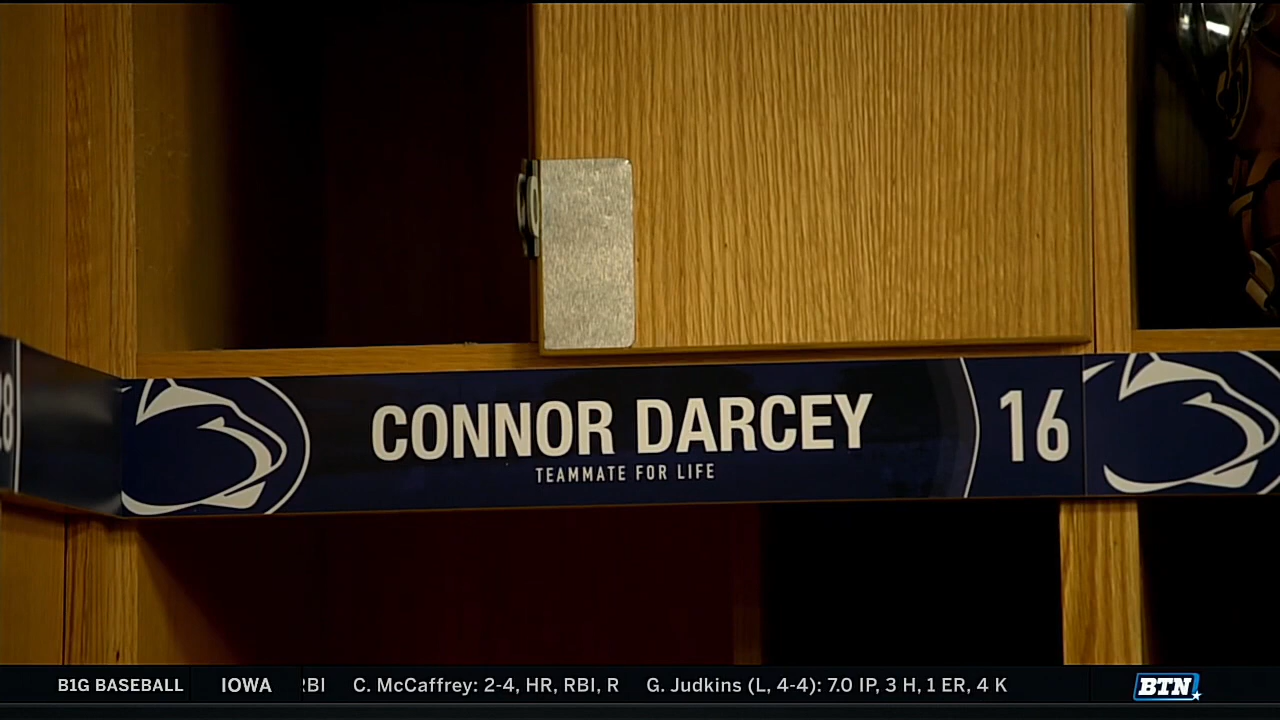 CONNOR DARCEY
TEAMMATE FOR LIFE
16
B1G BASEBALL
IOWA
RBI C. McCaffrey: 2-4, HR, RBI, R G. Judkins (L, 4-4): 7.0 IP, 3 H, 1 ER, 4 K
BTN